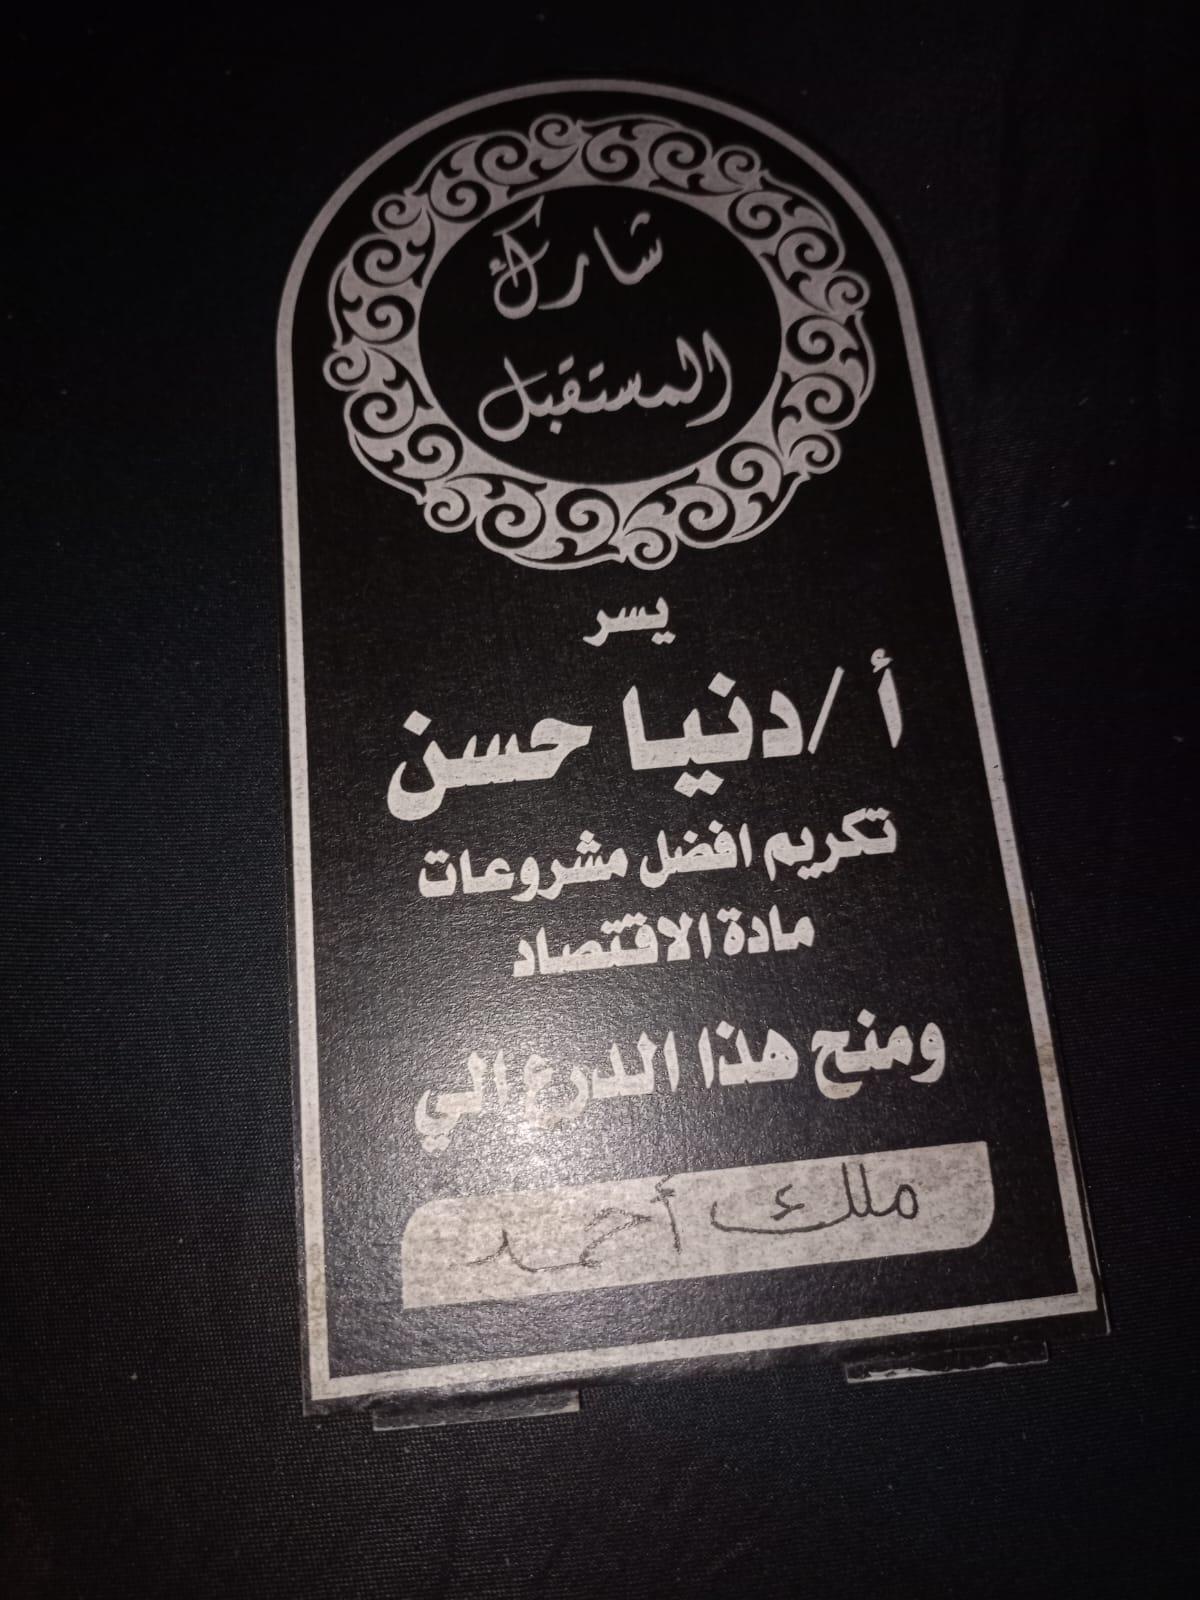 شارك
المستقبل
يسر
أ /دنيا حسن
تكريم افضل مشروعات
مادة الاقتصاد
ومنح هذا الدرع الي
ملك أحمد